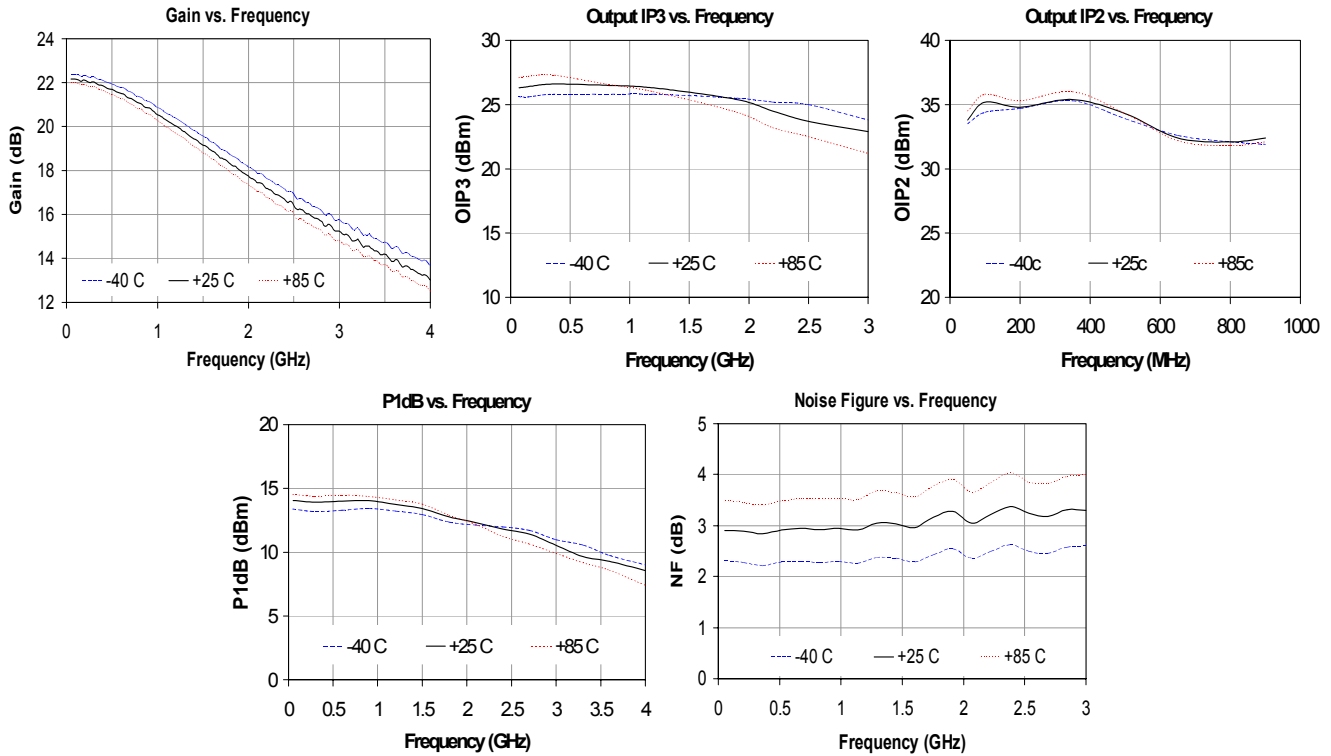 Gain vs. Frequency
24
22
20
18
16
14
12
Gain (dB)
-40 C
+25 C
+85 C
0 1 2 3 4
Frequency (GHz)
Output IP3 vs. Frequency
30
25
20
15
10
OIP3 (dBm)
-40 C
+25 C
+85 C
0 0.5 1 1.5 2 2.5 3
Frequency (GHz)
Output IP2 vs. Frequency
40
35
30
25
20
OIP2 (dBm)
-40c
+25c
+85c
0 200 400 600 800 1000
Frequency (MHz)
P1dB vs. Frequency
20
15
10
5
0
P1dB (dBm)
-40 C
+25 C
+85 C
0 0.5 1 1.5 2 2.5 3 3.5 4
Frequency (GHz)
Noise Figure vs. Frequency
5
4
3
2
1
0
NF (dB)
-40 C
+25 C
+85 C
0 0.5 1 1.5 2 2.5 3
Frequency (GHz)